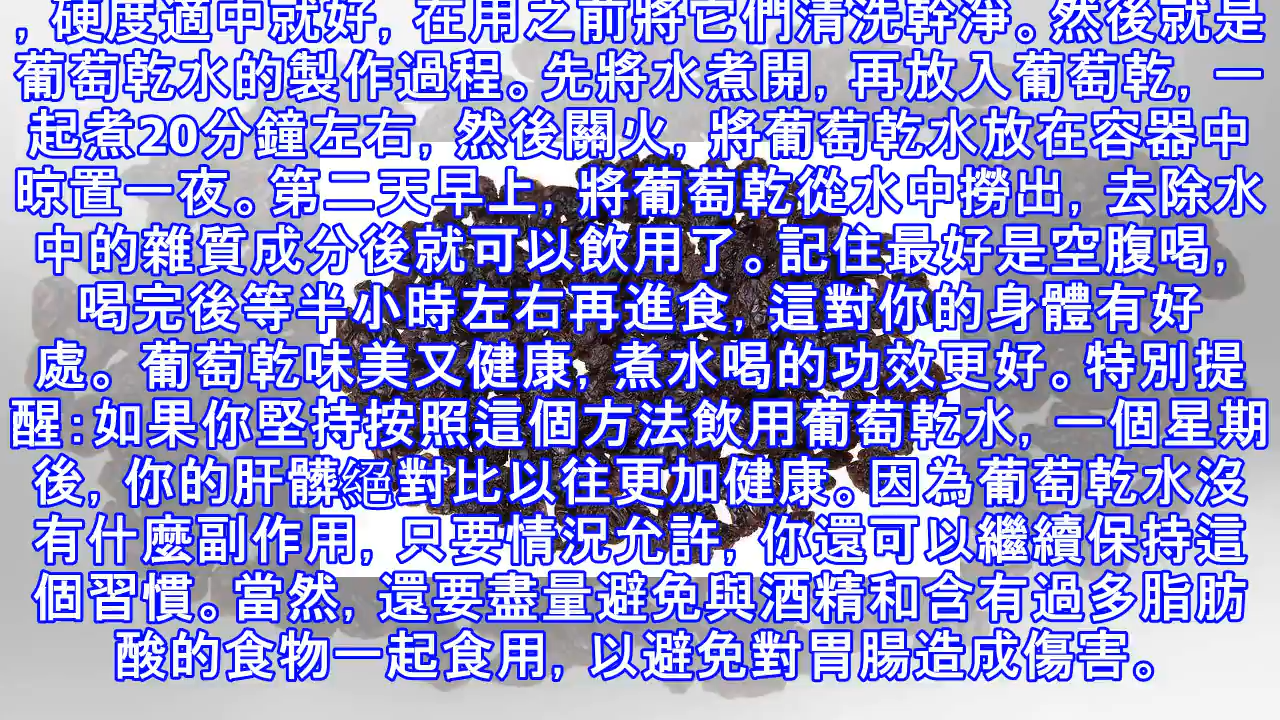 , 硬度適中就好, 在用之前將它們清洗幹淨。然後就是
葡萄乾水的製作過程。先將水煮開, 再放入葡萄乾, 一
起煮20分鐘左右, 然後關火, 將葡萄乾水放在容器中
晾置一夜。第二天早上, 將葡萄乾從水中撈出, 去除水
中的雜質成分後就可以飲用了。記住最好是空腹喝,
喝完後等半小時左右再進食, 這對你的身體有好
處。葡萄乾味美又健康, 煮水喝的功效更好。特別提
醒:如果你堅持按照這個方法飲用葡萄乾水, 一個星期
後, 你的肝髒絕對比以往更加健康。因為葡萄乾水沒
有什麼副作用, 只要情況允許, 你還可以繼續保持這
個習慣。當然, 還要盡量避免與酒精和含有過多脂肪
酸的食物一起食用, 以避免對胃腸造成傷害。